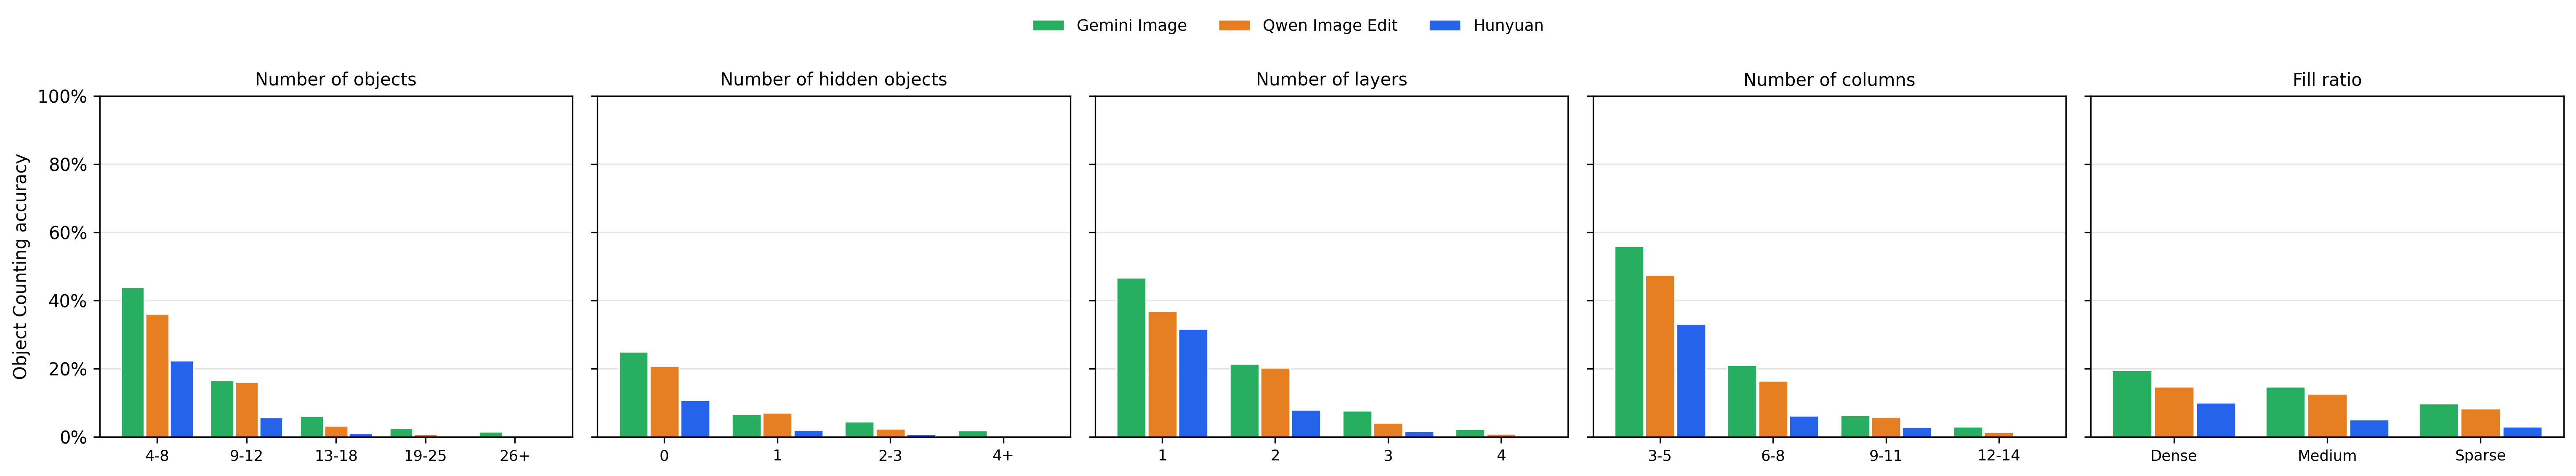 Gemini Image Qwen Image Edit Hunyuan
Number of objects
Number of hidden objects
Number of layers
Number of columns
Fill ratio
Object Counting accuracy
100%
80%
60%
40%
20%
0%
4-8 9-12 13-18 19-25 26+
0 1 2-3 4+
1 2 3 4
3-5 6-8 9-11 12-14
Dense Medium Sparse